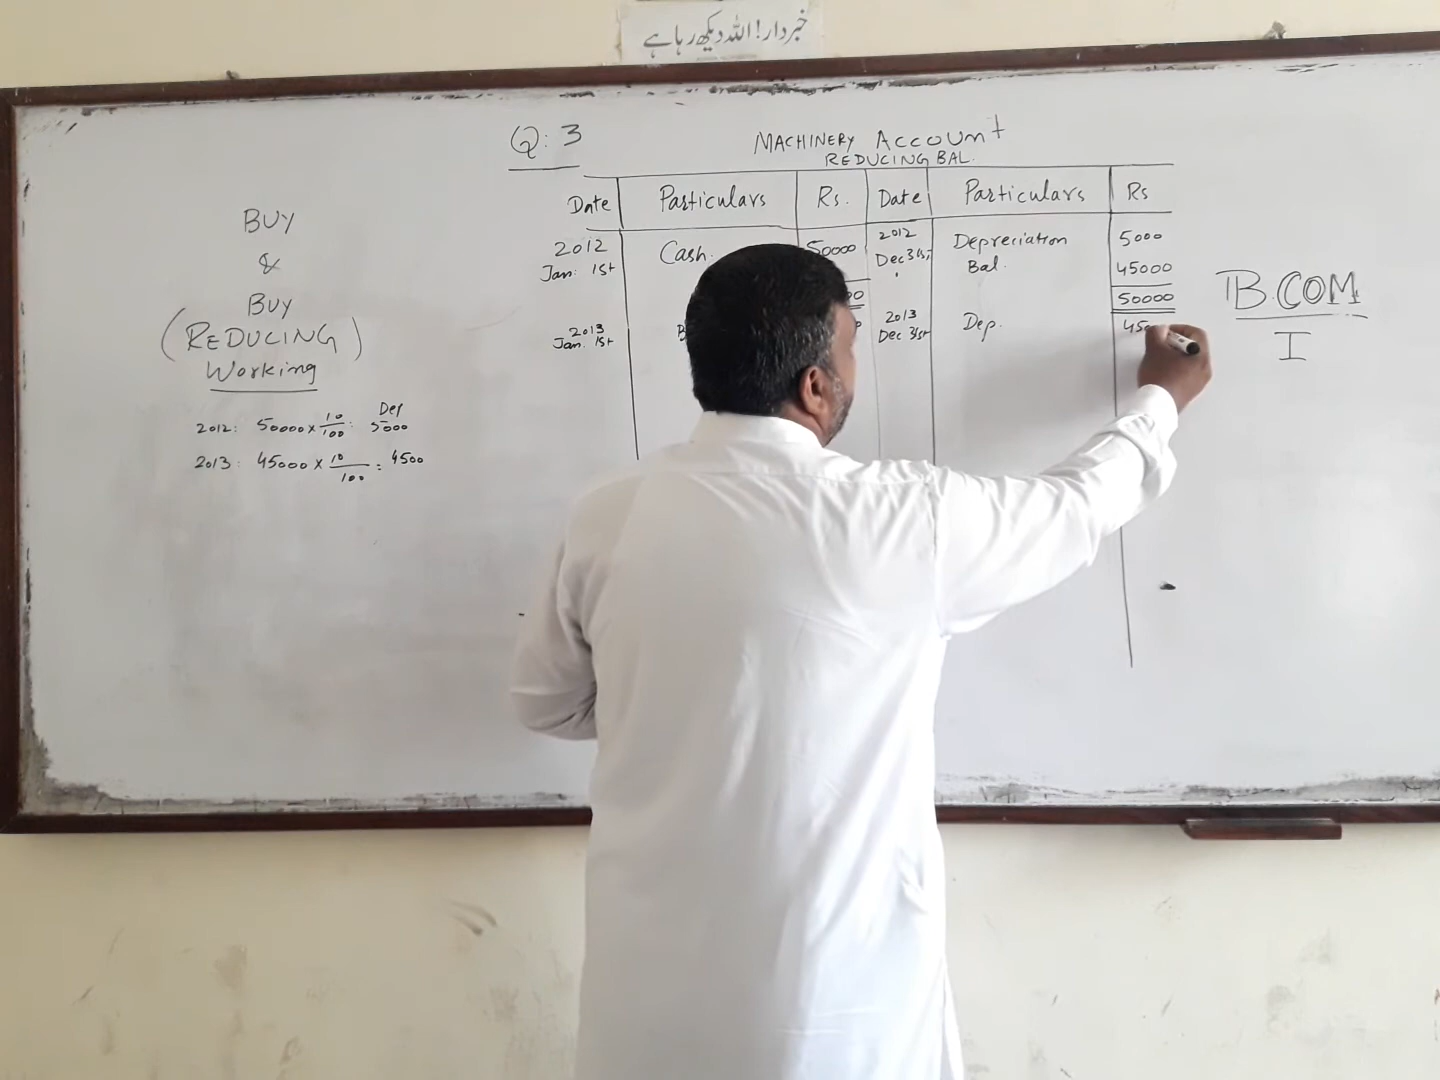 خبردار! اللہ دیکھ رہا ہے
Q: 3
MACHINERY ACCOUNT
REDUCING BAL.
Date Particulars Rs. Date Particulars Rs
2012 Cash. 50000 2012 Depreciation 5000
Jan: 1st Dec 31st, Bal. 45000
50000
2013 2013 Dep.
Jan. 1st Dec 31st
BUY
&
BUY
(REDUCING)
Working
Dep
2012: 50000 x 10/100: 5000
2013: 45000 x 10/100 = 4500
B.COM
I